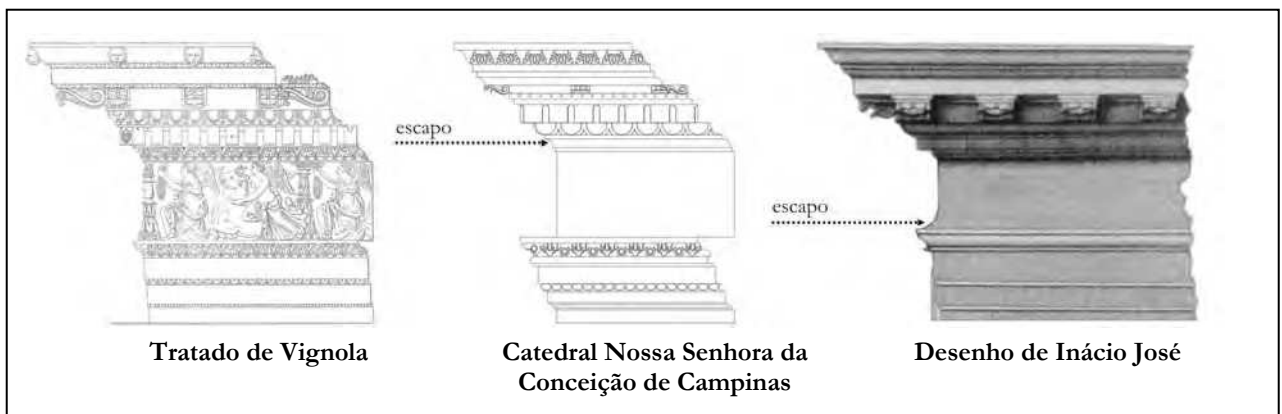 escapo
escapo
Tratado de Vignola
Catedral Nossa Senhora da
Conceição de Campinas
Desenho de Inácio José